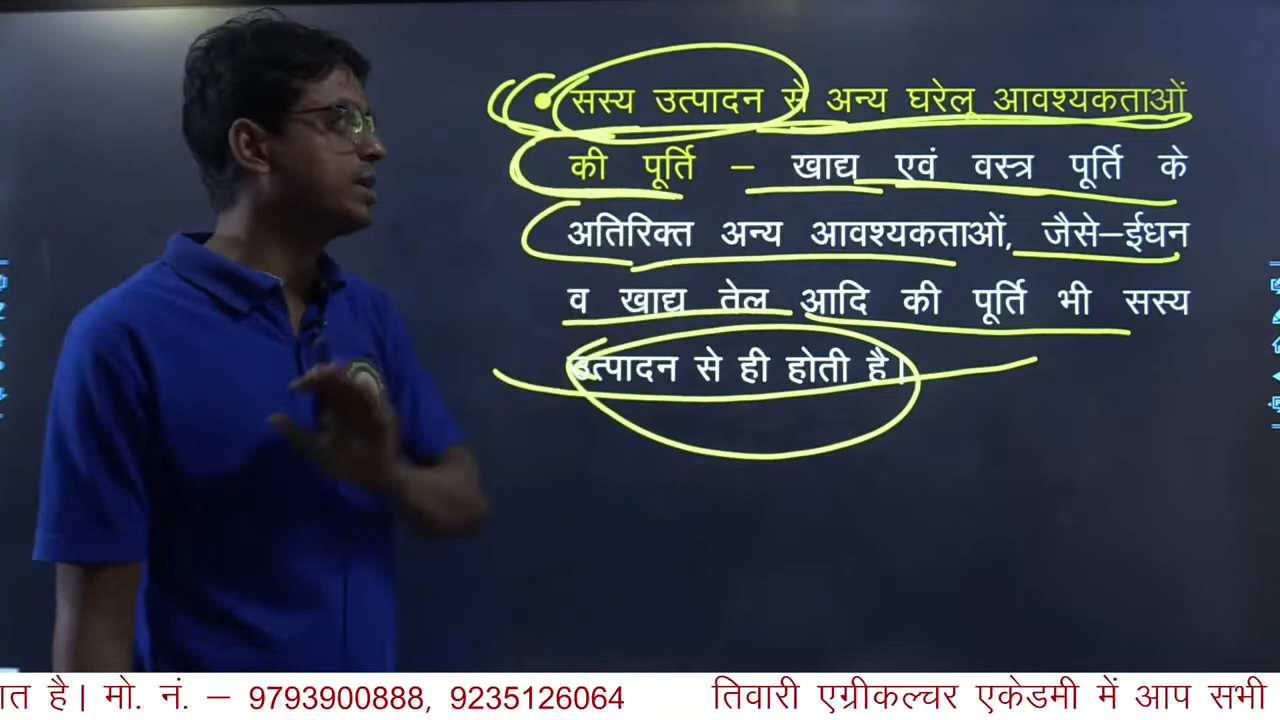 सस्य उत्पादन से अन्य घरेलू आवश्यकताओं
की पूर्ति – खाद्य एवं वस्त्र पूर्ति के
अतिरिक्त अन्य आवश्यकताओं, जैसे–ईधन
व खाद्य तेल आदि की पूर्ति भी सस्य
उत्पादन से ही होती है।
है। मो. नं. – 9793900888, 9235126064 तिवारी एग्रीकल्चर एकेडमी में आप सभी